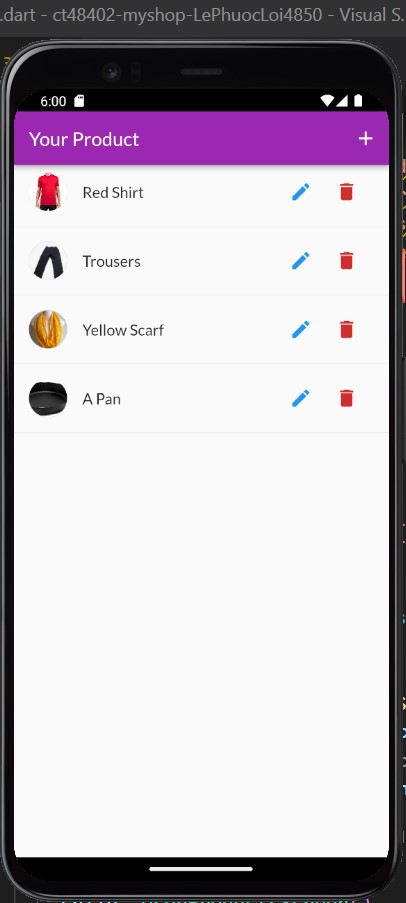 .dart - ct48402-myshop-LePhuocLoi4850 - Visual S.
6:00
Your Product
Red Shirt
Trousers
Yellow Scarf
A Pan